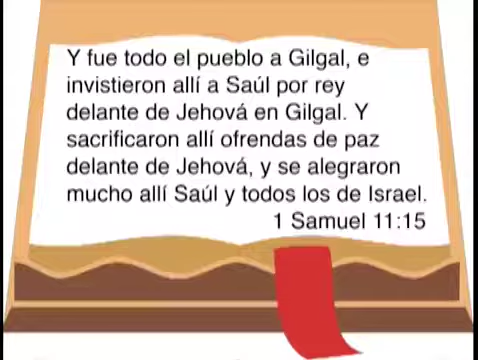 Y fue todo el pueblo a Gilgal, e
invistieron allí a Saúl por rey
delante de Jehová en Gilgal. Y
sacrificaron allí ofrendas de paz
delante de Jehová, y se alegraron
mucho allí Saúl y todos los de Israel.
1 Samuel 11:15